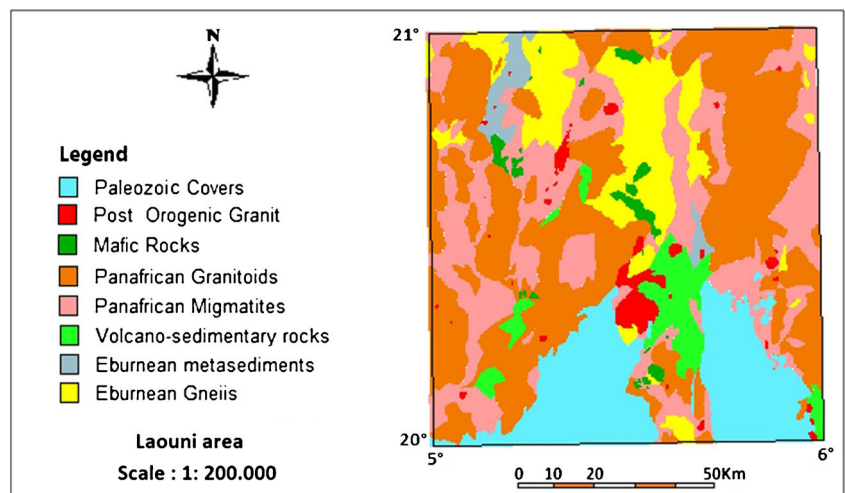 N
21°
Legend
Paleozoic Covers
Post Orogenic Granit
Mafic Rocks
Panafrican Granitoids
Panafrican Migmatites
Volcano-sedimentary rocks
Eburnean metasediments
Eburnean Gneiis
Laouni area
Scale : 1: 200.000
20°
5°
6°
0 10 20 50Km